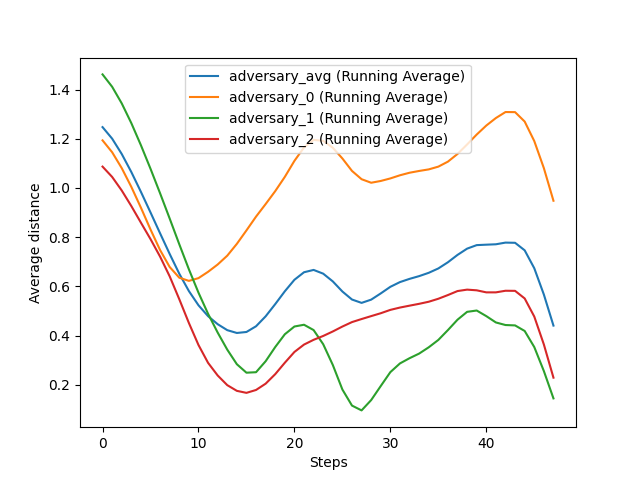 adversary_avg (Running Average)
adversary_0 (Running Average)
adversary_1 (Running Average)
adversary_2 (Running Average)
1.4
1.2
1.0
0.8
0.6
0.4
0.2
Average distance
0 10 20 30 40
Steps